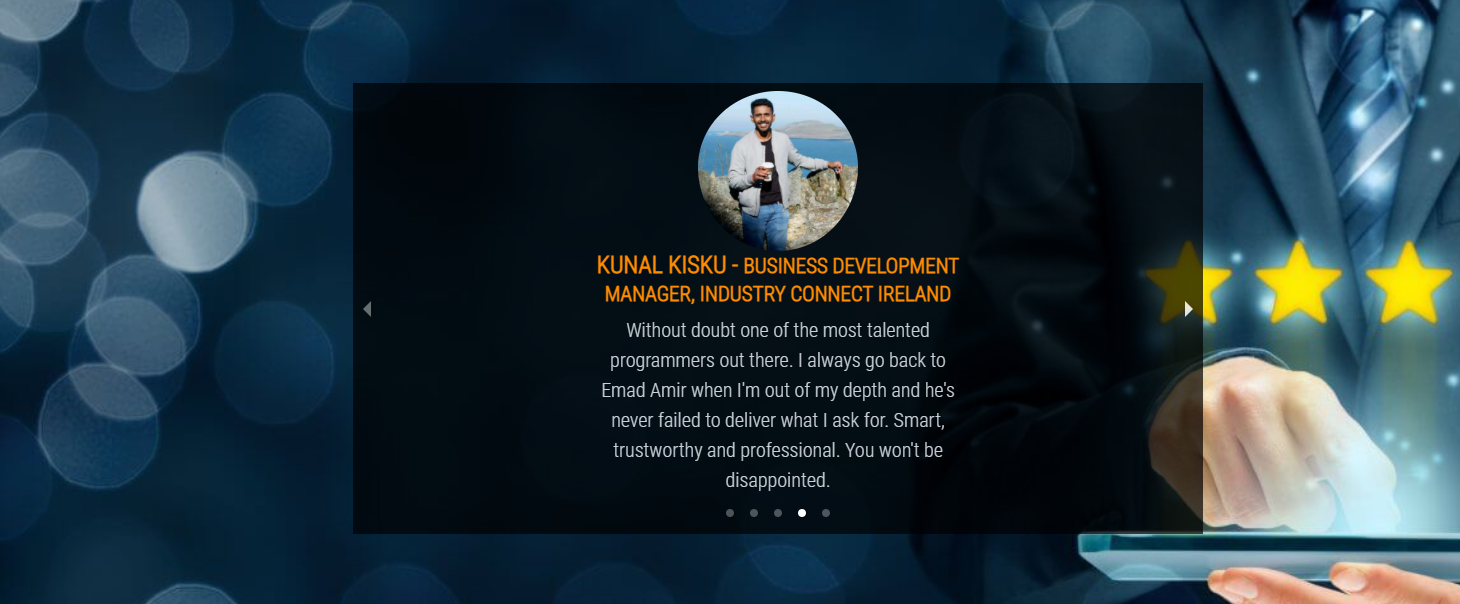 KUNAL KISKU - BUSINESS DEVELOPMENT
MANAGER, INDUSTRY CONNECT IRELAND
Without doubt one of the most talented
programmers out there. I always go back to
Emad Amir when I'm out of my depth and he's
never failed to deliver what I ask for. Smart,
trustworthy and professional. You won't be
disappointed.